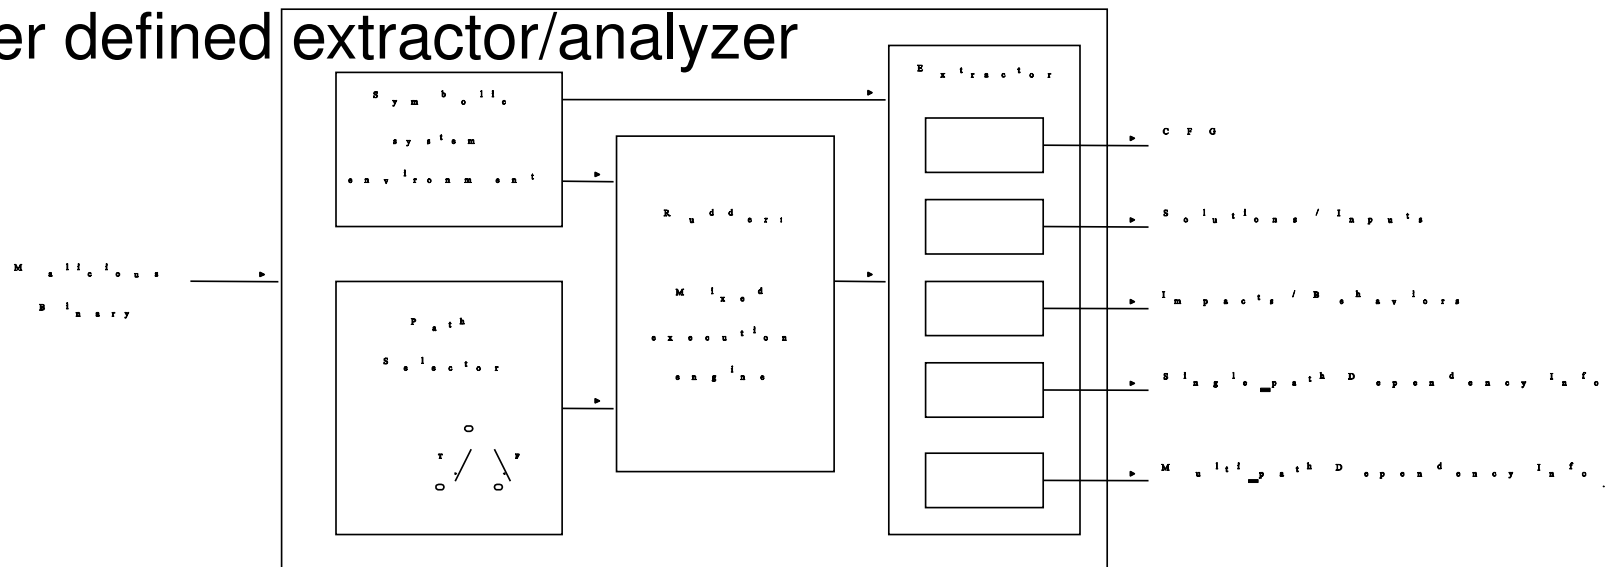 er defined extractor/analyzer
Symbolic
system
environment
Malicious
Binary
Path
Selector
T F
Rudder:
Mixed
execution
engine
Extractor
CFG
Solutions/Inputs
Impacts/Behaviors
Single_path Dependency Info
Multi_path Dependency Info.